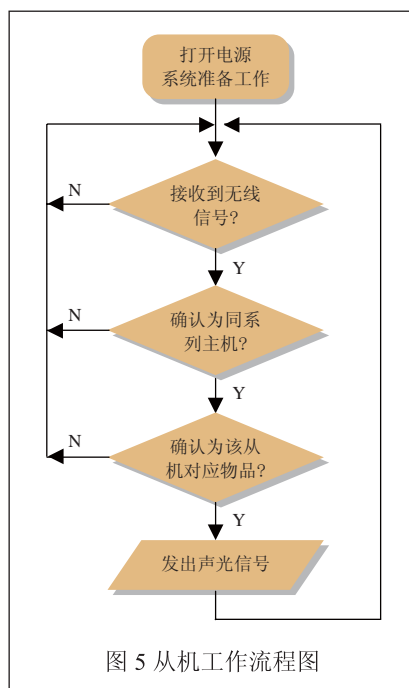 打开电源
系统准备工作
N
接收到无线
信号?
Y
N
确认为同系
列主机?
Y
N
确认为该从
机对应物品?
Y
发出声光信号
图 5 从机工作流程图